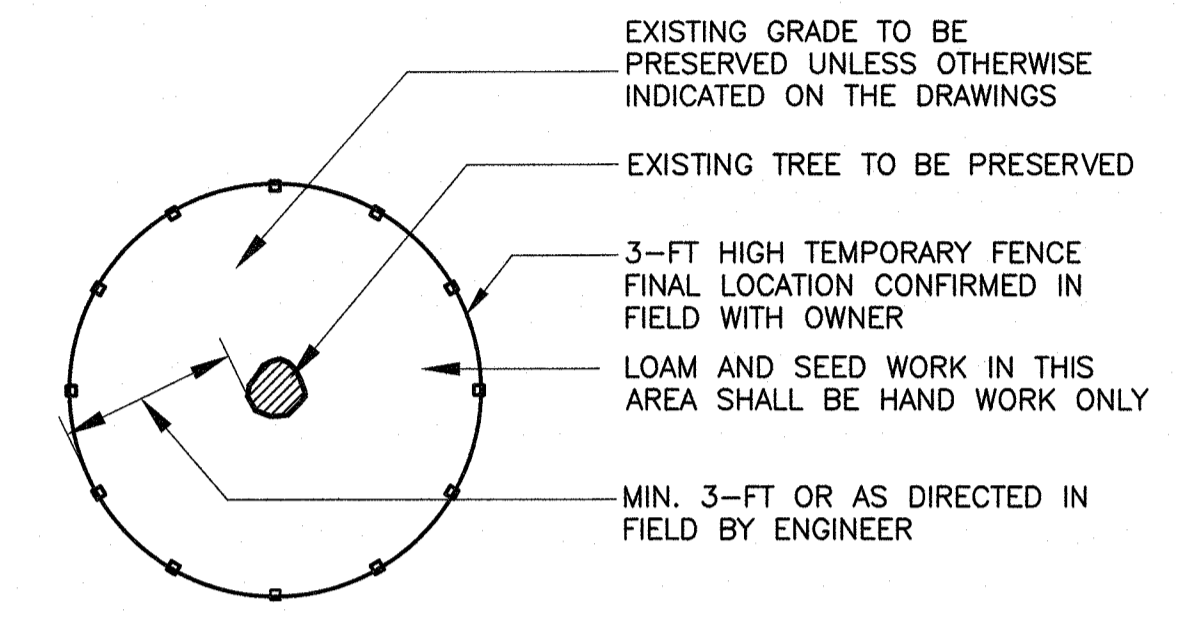 EXISTING GRADE TO BE
PRESERVED UNLESS OTHERWISE
INDICATED ON THE DRAWINGS
EXISTING TREE TO BE PRESERVED
3-FT HIGH TEMPORARY FENCE
FINAL LOCATION CONFIRMED IN
FIELD WITH OWNER
LOAM AND SEED WORK IN THIS
AREA SHALL BE HAND WORK ONLY
MIN. 3-FT OR AS DIRECTED IN
FIELD BY ENGINEER